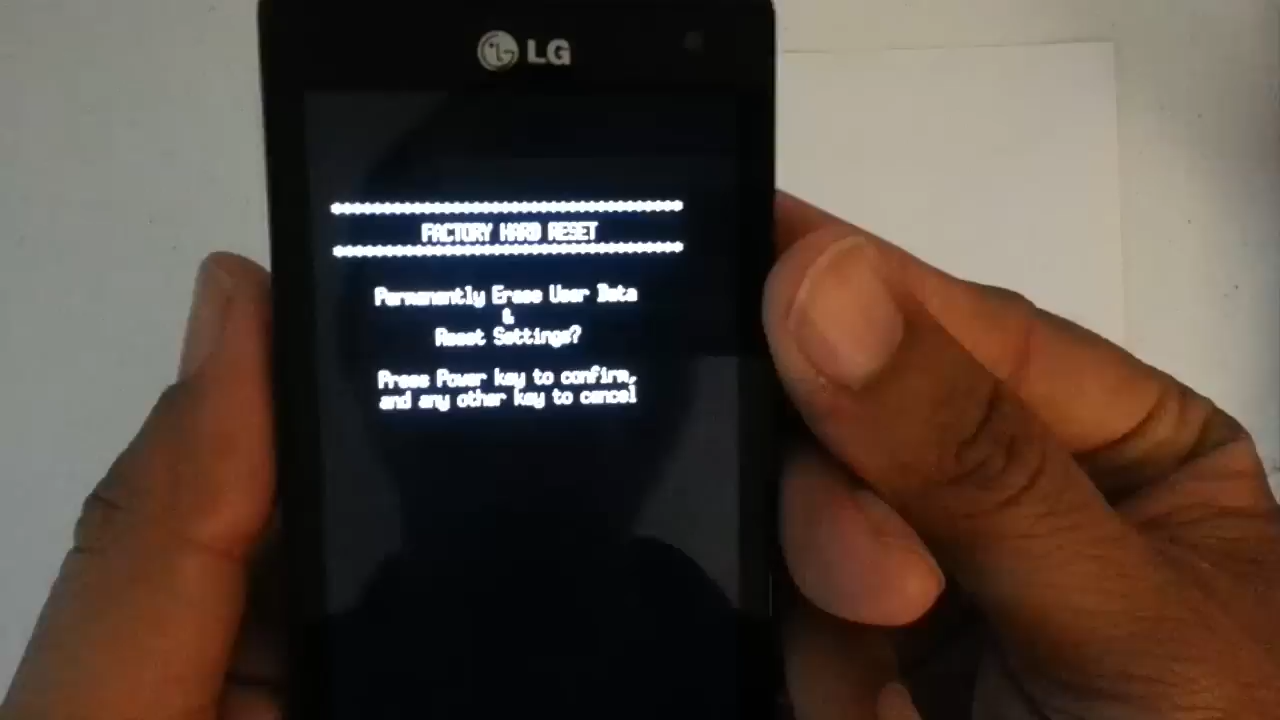 LG
FACTORY HARD RESET
Permanently Erase User Data
&
Reset Settings?
Press Power key to confirm,
and any other key to cancel